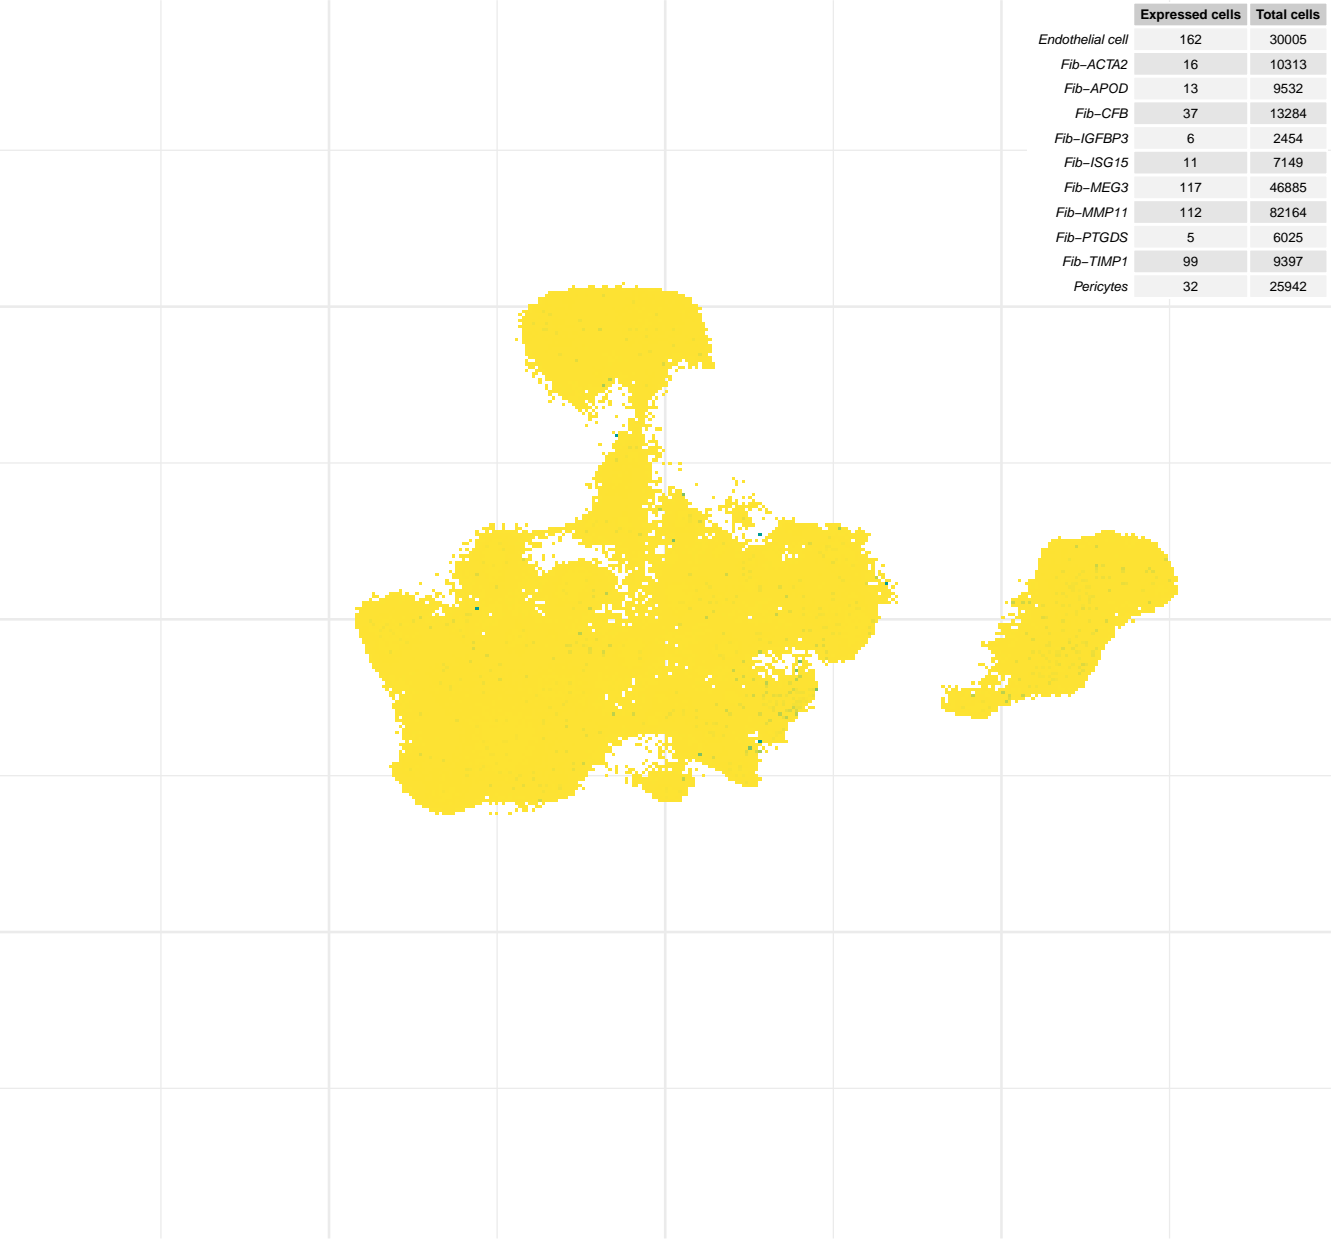 Expressed cells Total cells
Endothelial cell 162 30005
Fib−ACTA2 16 10313
Fib−APOD 13 9532
Fib−CFB 37 13284
Fib−IGFBP3 6 2454
Fib−ISG15 11 7149
Fib−MEG3 117 46885
Fib−MMP11 112 82164
Fib−PTGDS 5 6025
Fib−TIMP1 99 9397
Pericytes 32 25942